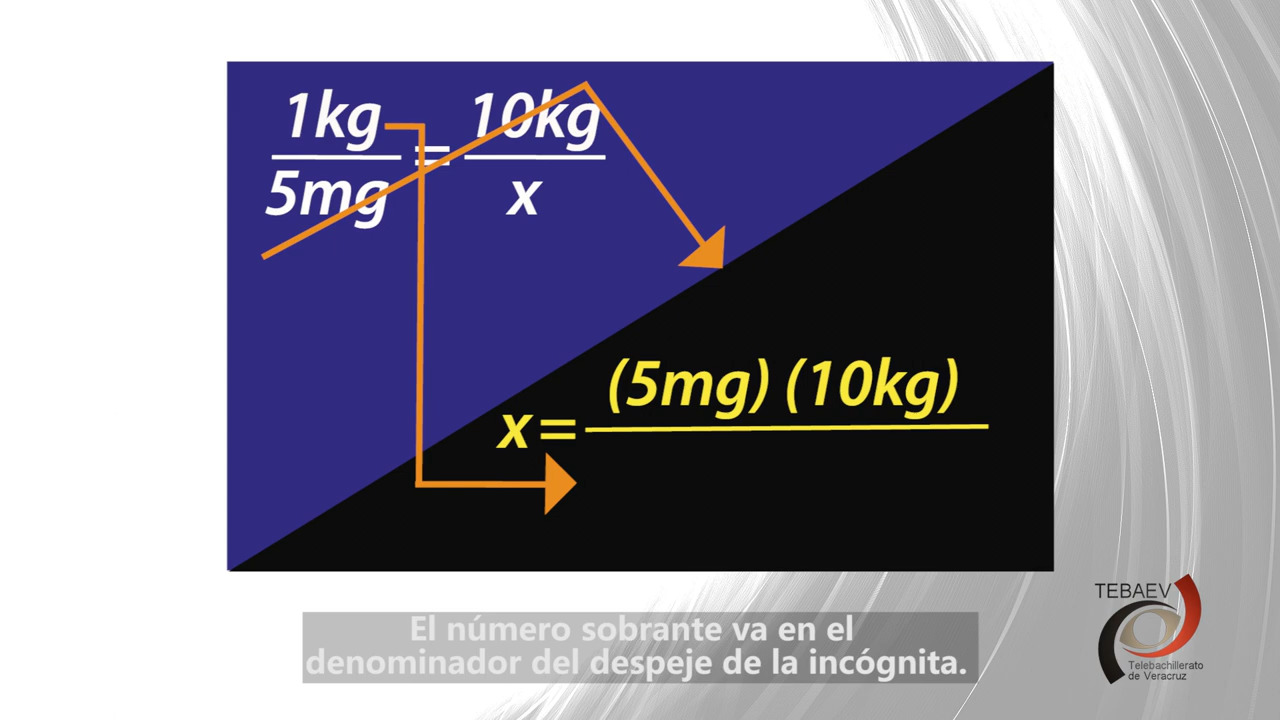 1kg = 10kg
5mg x
(5mg) (10kg)
x=
El número sobrante va en el
denominador del despeje de la incógnita.
TEBAEV
Telebachillerato
de Veracruz